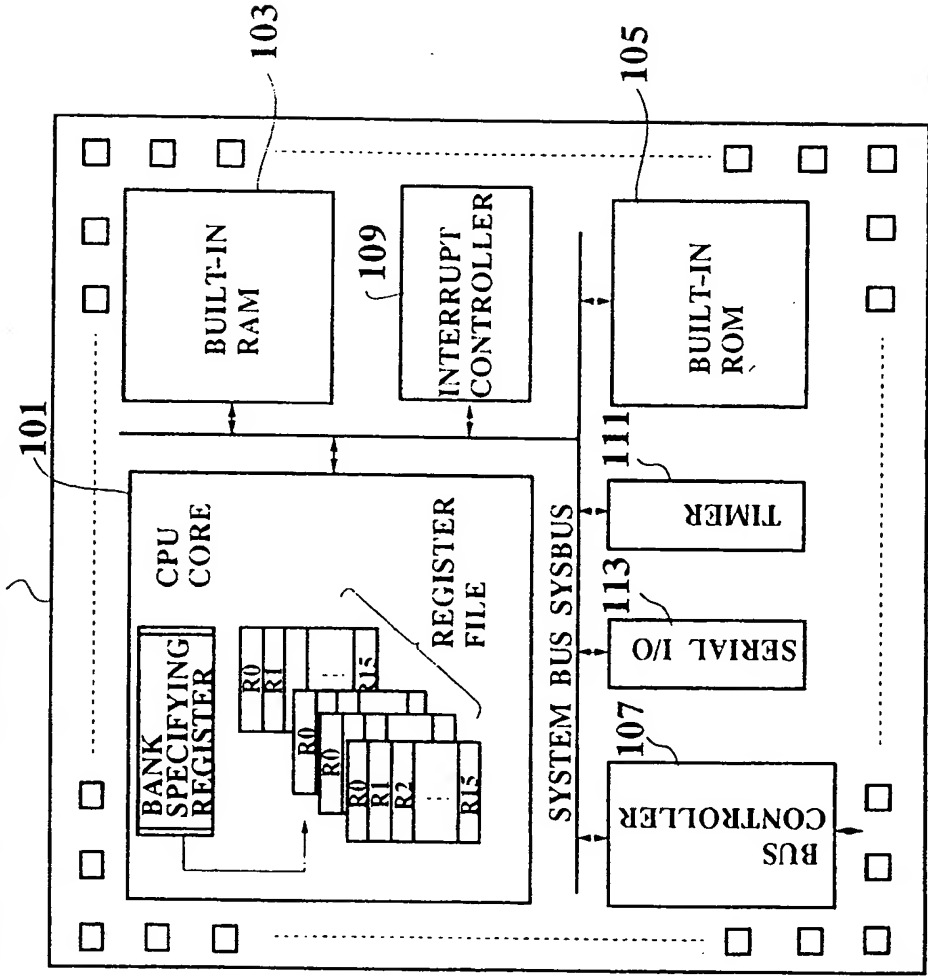 101
103
BANK
SPECIFYING
REGISTER
CPU
CORE
R0
R1
⋮
R15
R0
R0
R0
R1
R2
⋮
R15
REGISTER
FILE
BUILT-IN
RAM
109
INTERRUPT
CONTROLLER
SYSTEM BUS SYSBUS
107
BUS
CONTROLLER
113
SERIAL I/O
111
TIMER
105
BUILT-IN
ROM